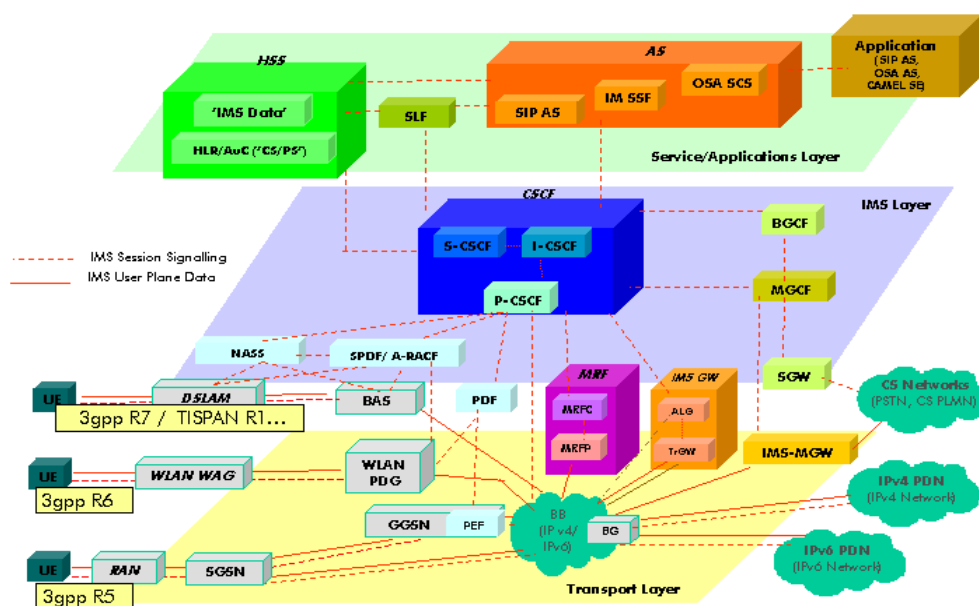 HSS
AS
Application
(SIP AS,
OSA AS,
CAMEL SE)
OSA SCS
IM SSF
SIP AS
'IMS Data'
SLF
HLR/AuC ('CS/PS')
Service/Applications Layer
CSCF
IMS Layer
S-CSCF
I-CSCF
BGCF
IMS Session Signalling
IMS User Plane Data
P-CSCF
MGCF
NASS
SPDF/ A-RACF
MRF
IMS GW
SGW
UE
DSLAM
BAS
PDF
MRFC
ALG
CS Networks
(PSTN, CS PLMN)
3gpp R7 / TISPAN R1...
MRFP
TrGW
IMS-MGW
UE
WLAN WAG
WLAN
PDG
3gpp R6
IPv4 PDN
(IPv4 Network)
GGSN
PEF
BB
(IP v4/
IPv6)
BG
IPv6 PDN
(IPv6 Network)
UE
RAN
SGSN
3gpp R5
Transport Layer